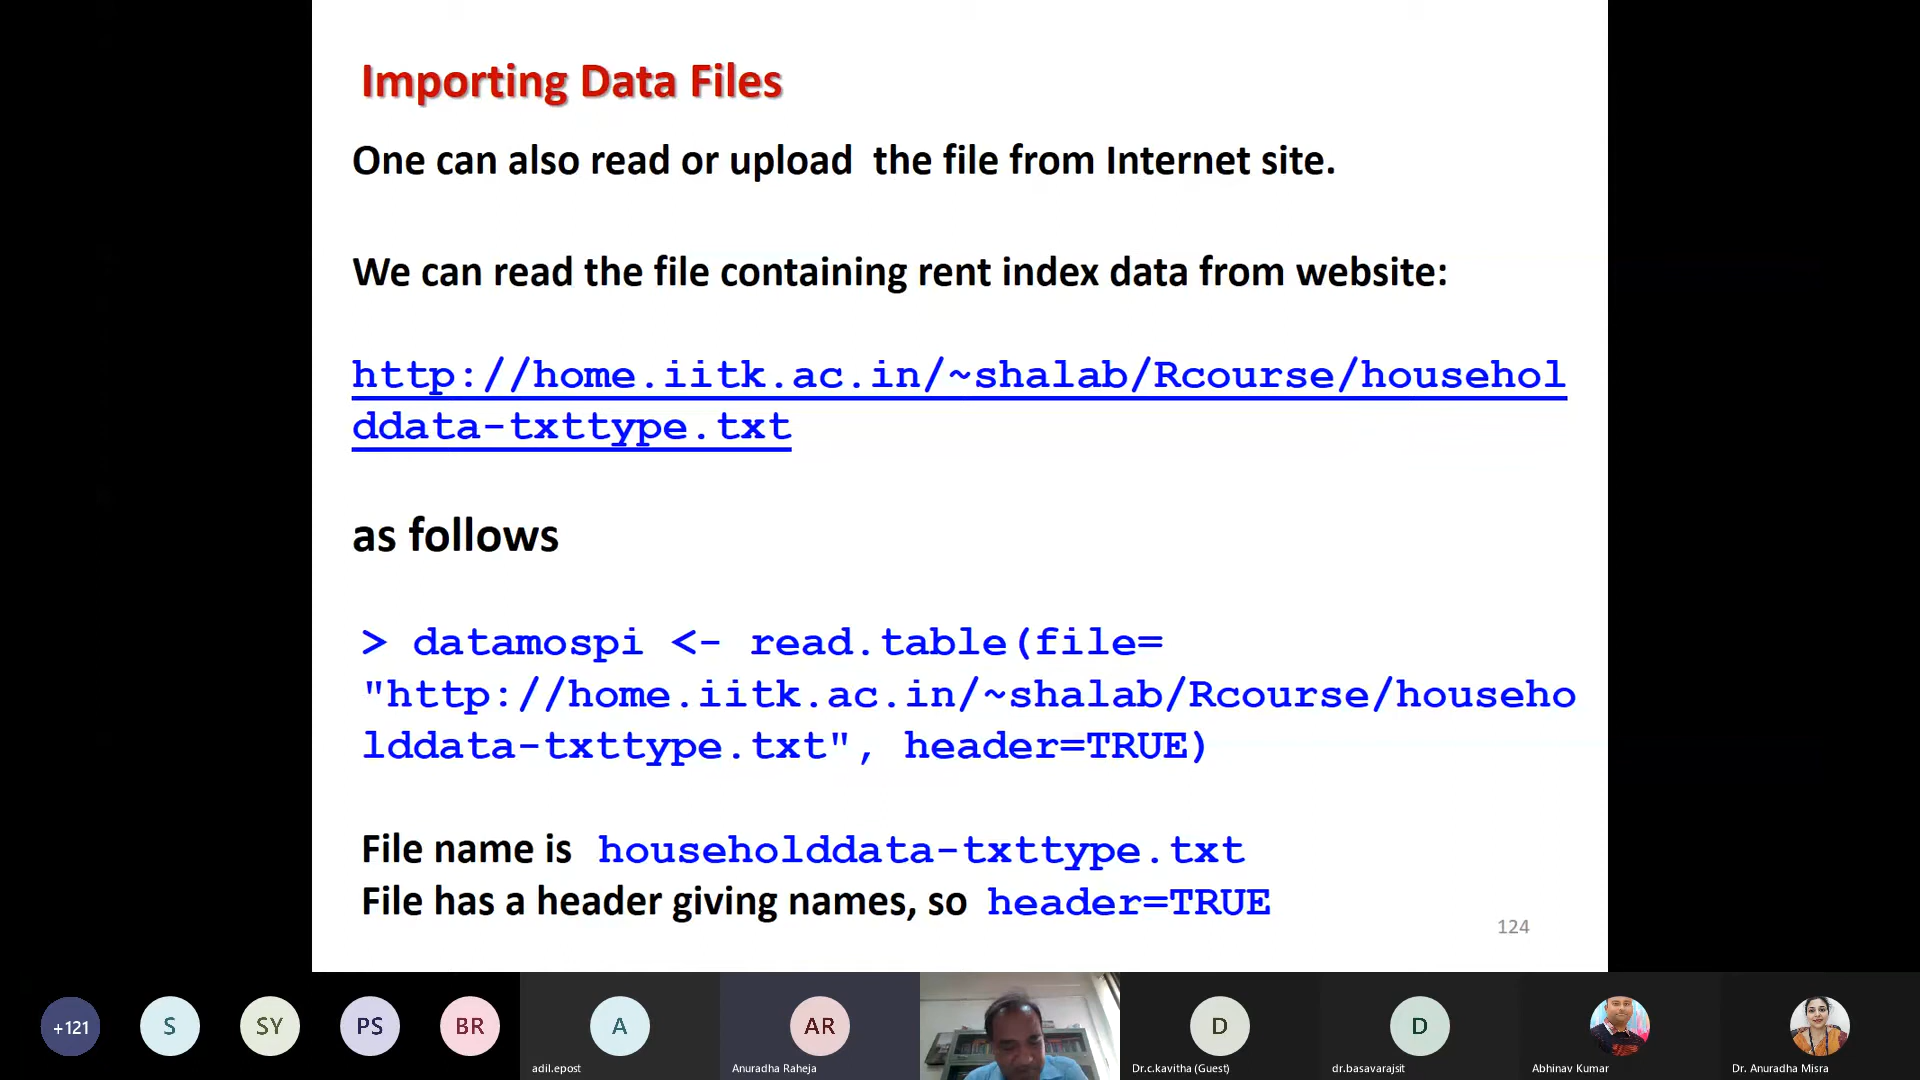 Importing Data Files
One can also read or upload the file from Internet site.
We can read the file containing rent index data from website:
http://home.iitk.ac.in/~shalab/Rcourse/househol
ddata-txttype.txt
as follows
> datamospi <- read.table(file=
"http://home.iitk.ac.in/~shalab/Rcourse/househo
lddata-txttype.txt", header=TRUE)
File name is householddata-txttype.txt
File has a header giving names, so header=TRUE
124
+121
S
SY
PS
BR
A
AR
D
D
adil.epost
Anuradha Raheja
Dr.c.kavitha (Guest)
dr.basavarajsit
Abhinav Kumar
Dr. Anuradha Misra